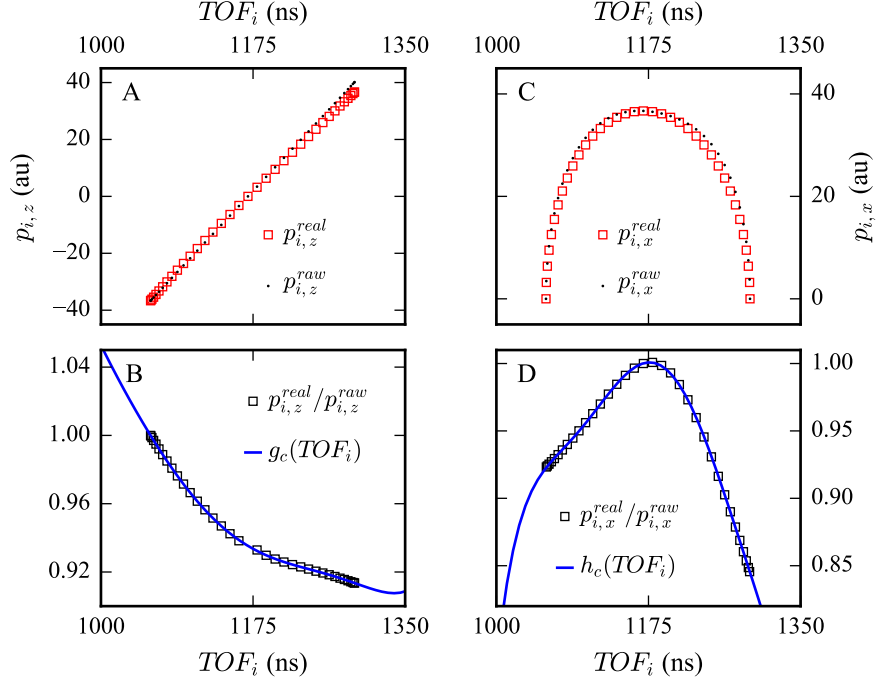 TOF_i (ns)
TOF_i (ns)
1000 1175 1350
1000 1175 1350
A
40
20
0
−20
−40
p_{i,z} (au)
p_{i,z}^{real}
p_{i,z}^{raw}
C
40
20
0
p_{i,x} (au)
p_{i,x}^{real}
p_{i,x}^{raw}
B
1.04
1.00
0.96
0.92
p_{i,z}^{real}/p_{i,z}^{raw}
g_c(TOF_i)
D
1.00
0.95
0.90
0.85
p_{i,x}^{real}/p_{i,x}^{raw}
h_c(TOF_i)
1000 1175 1350
1000 1175 1350
TOF_i (ns)
TOF_i (ns)